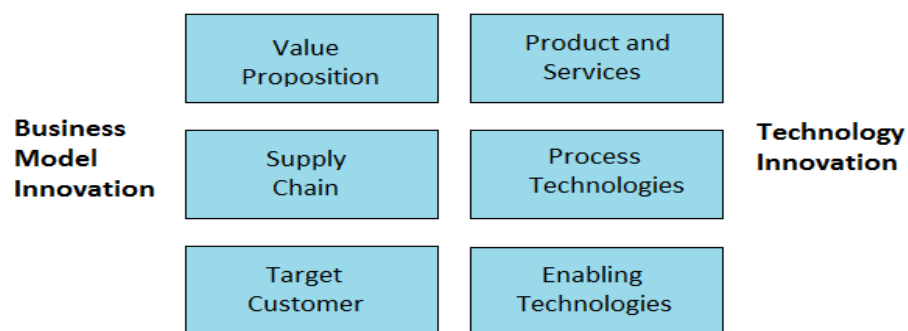 Value
Proposition
Product and
Services
Business
Model
Innovation
Supply
Chain
Process
Technologies
Technology
Innovation
Target
Customer
Enabling
Technologies